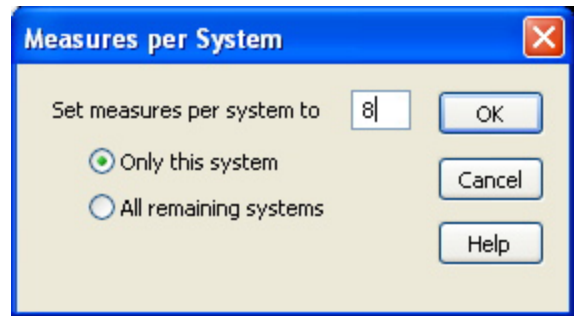 Measures per System
Set measures per system to 8 OK
Only this system
Cancel
All remaining systems
Help